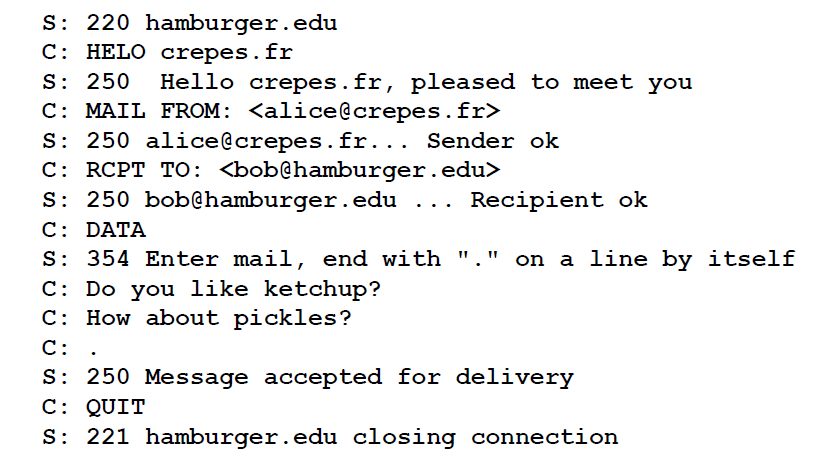 S: 220 hamburger.edu
C: HELO crepes.fr
S: 250  Hello crepes.fr, pleased to meet you
C: MAIL FROM: <alice@crepes.fr>
S: 250 alice@crepes.fr... Sender ok
C: RCPT TO: <bob@hamburger.edu>
S: 250 bob@hamburger.edu ... Recipient ok
C: DATA
S: 354 Enter mail, end with "." on a line by itself
C: Do you like ketchup?
C: How about pickles?
C: .
S: 250 Message accepted for delivery
C: QUIT
S: 221 hamburger.edu closing connection